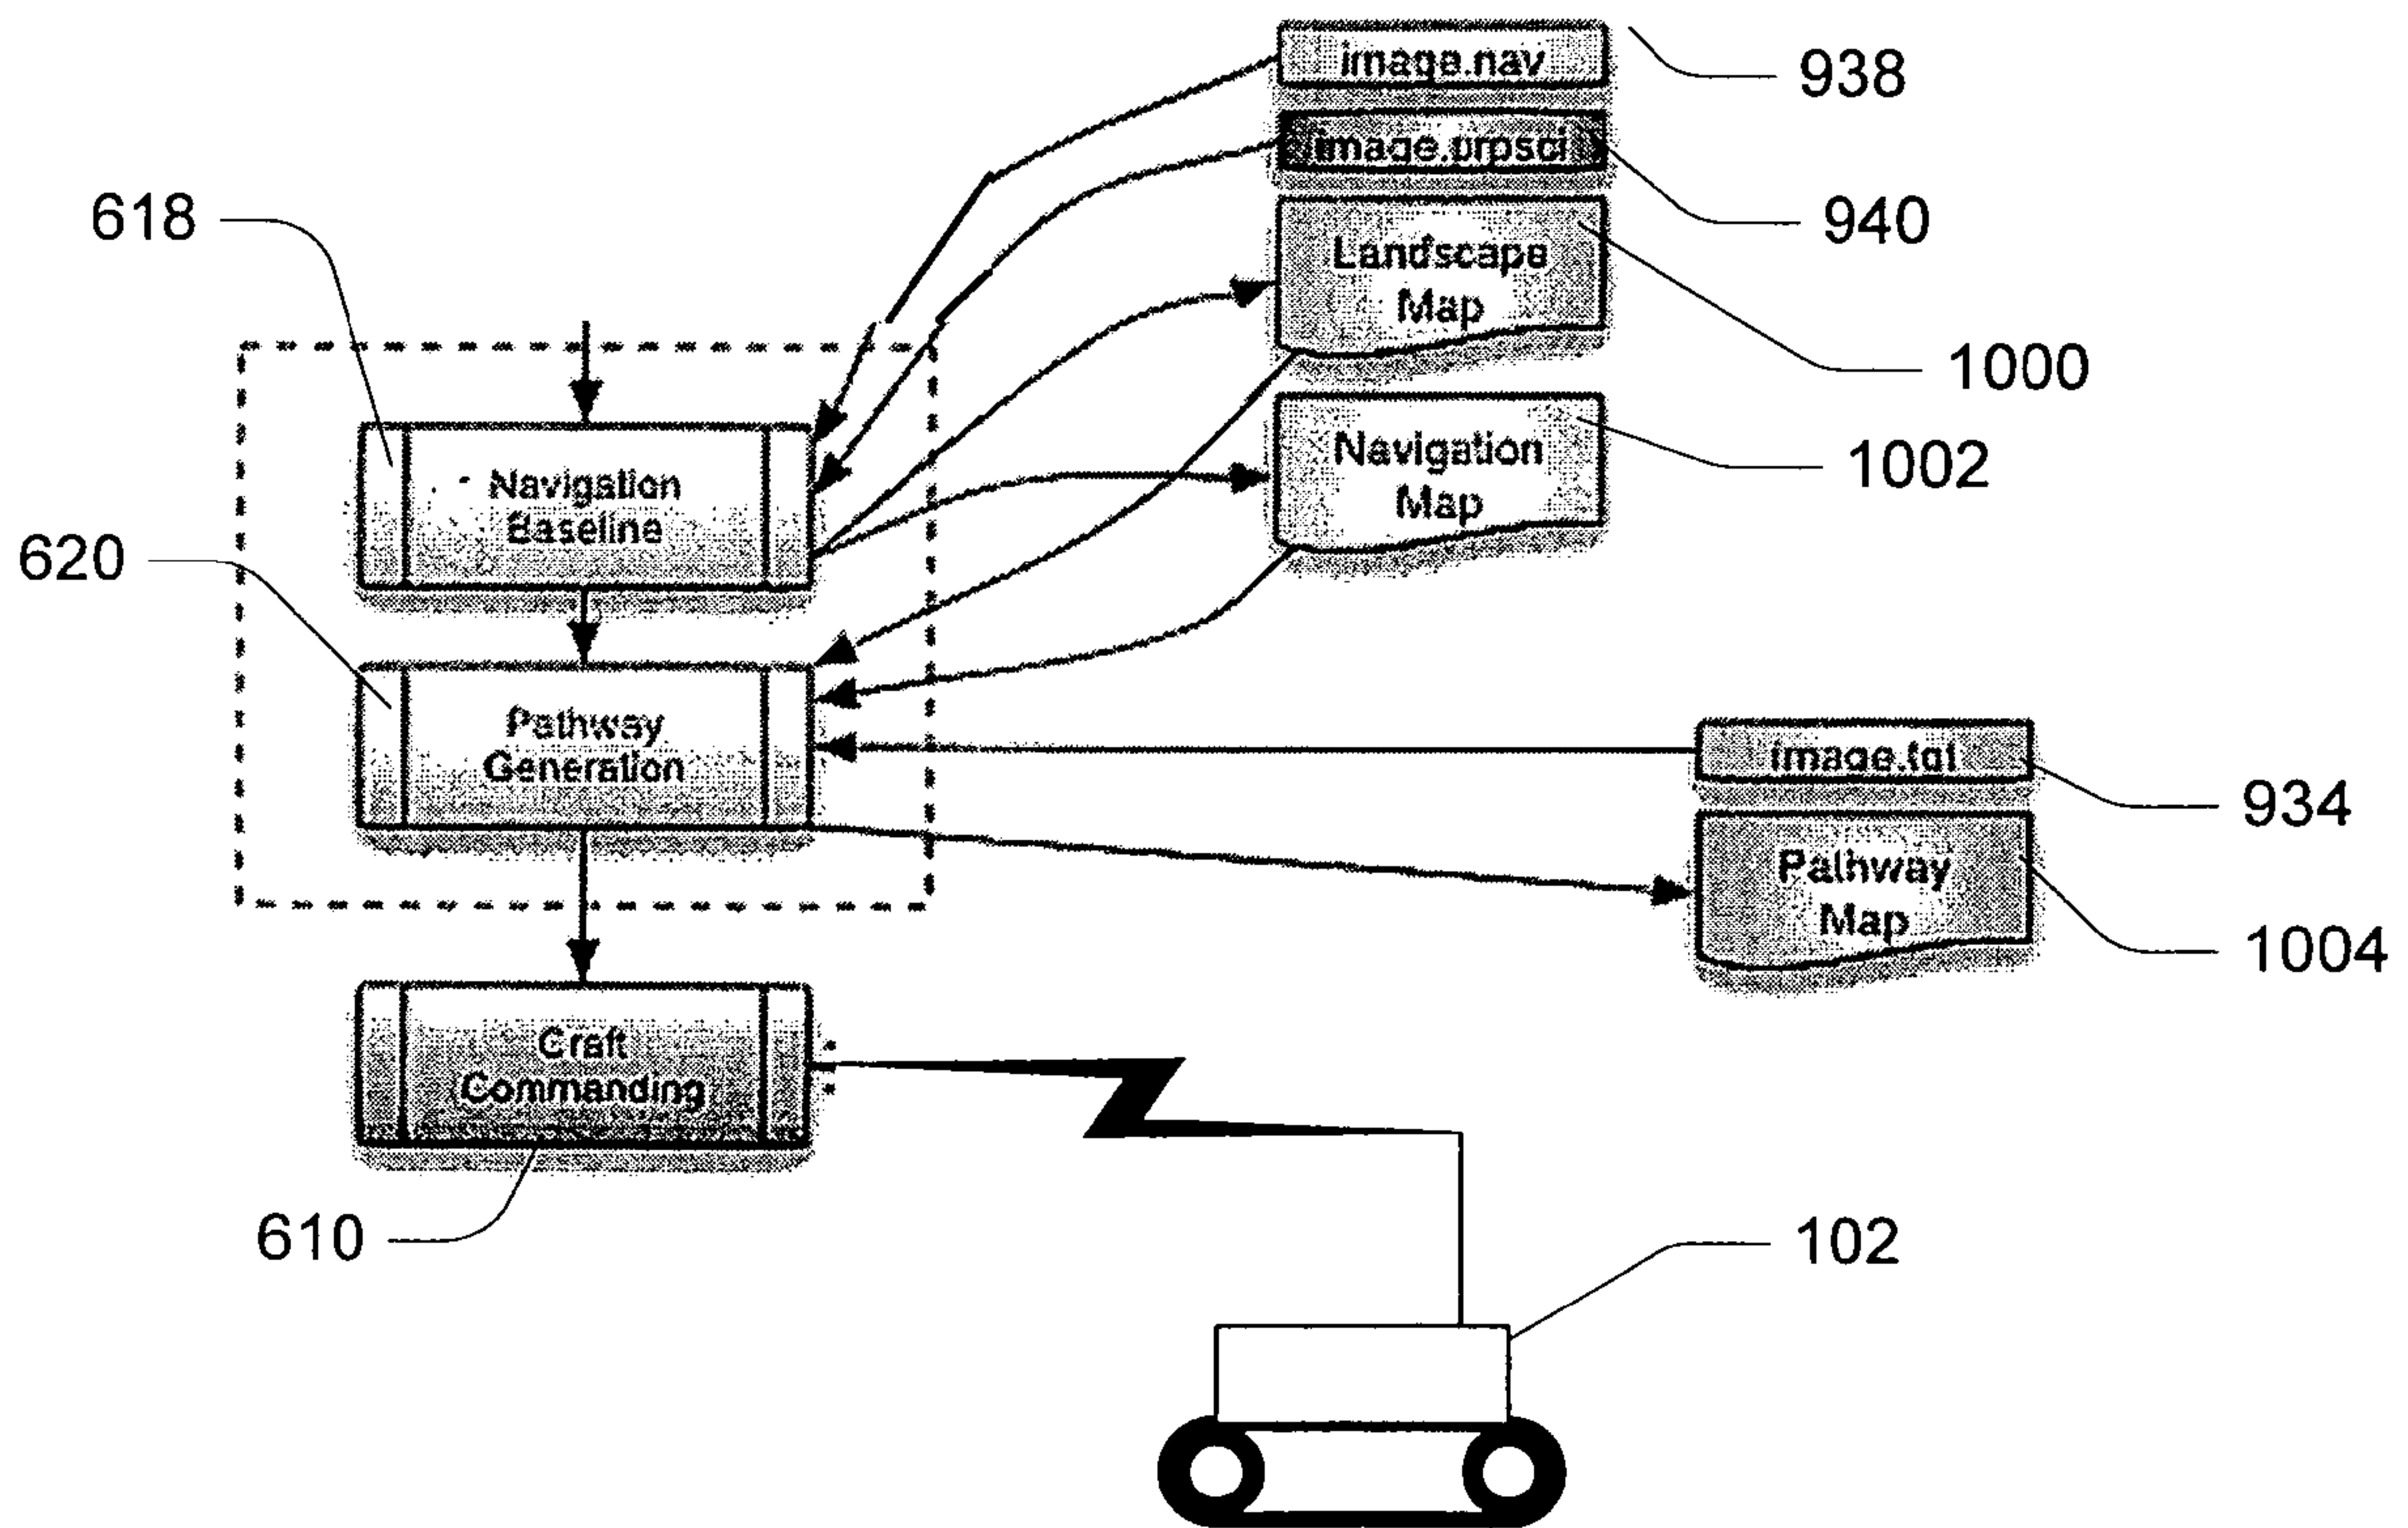 image.nav
938
image.prpsci
618
940
Landscape
Map
1000
Navigation
Map
1002
Navigation
Baseline
620
Pathway
Generation
image.tgt
934
Pathway
Map
1004
Craft
Commanding
610
102